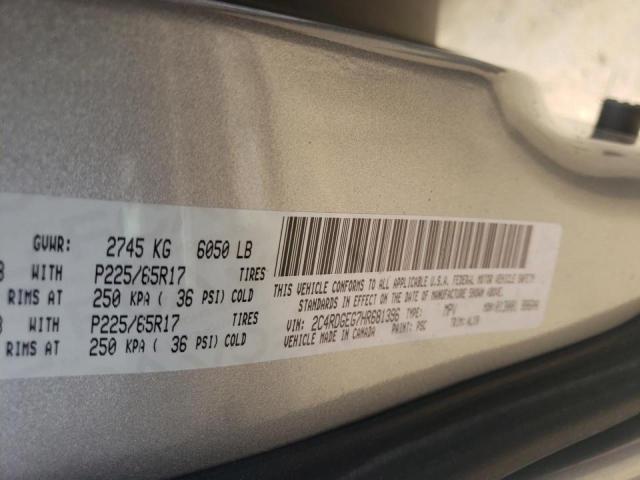 GVWR: 2745 KG 6050 LB
WITH P225/65R17 TIRES
RIMS AT 250 KPA ( 36 PSI) COLD
WITH P225/65R17 TIRES
RIMS AT 250 KPA ( 36 PSI) COLD
THIS VEHICLE CONFORMS TO ALL APPLICABLE U.S.A. FEDERAL MOTOR VEHICLE SAFETY
STANDARDS IN EFFECT ON THE DATE OF MANUFACTURE SHOWN ABOVE.
VIN: 2C4RDGEG7HR681396 TYPE: MPV
VEHICLE MADE IN CANADA PAINT: PSC TRIM: